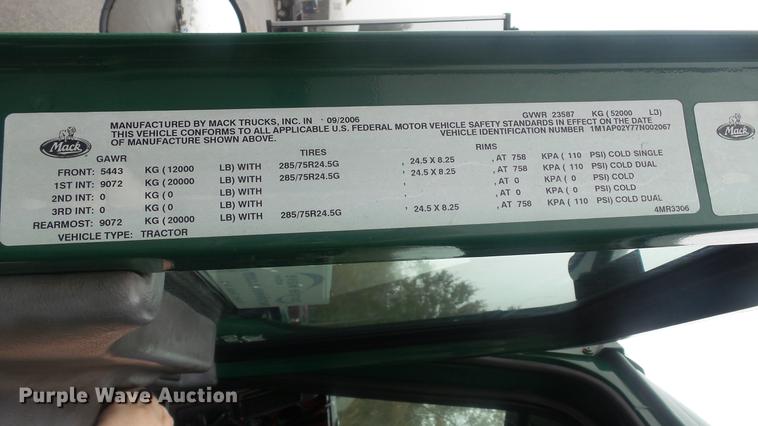 MANUFACTURED BY MACK TRUCKS, INC. IN 09/2006 GVWR 23587 KG (52000 LB)
THIS VEHICLE CONFORMS TO ALL APPLICABLE U.S. FEDERAL MOTOR VEHICLE SAFETY STANDARDS IN EFFECT ON THE DATE
OF MANUFACTURE SHOWN ABOVE. VEHICLE IDENTIFICATION NUMBER 1M1AP02Y77N002067
Mack
Mack
GAWR TIRES RIMS
FRONT: 5443 KG (12000 LB) WITH 285/75R24.5G , 24.5 X 8.25 , AT 758 KPA ( 110 PSI) COLD SINGLE
1ST INT: 9072 KG (20000 LB) WITH 285/75R24.5G , 24.5 X 8.25 , AT 758 KPA ( 110 PSI) COLD DUAL
2ND INT: 0 KG ( 0 LB) WITH , , AT 0 KPA ( 0 PSI) COLD
3RD INT: 0 KG ( 0 LB) WITH , , AT 0 KPA ( 0 PSI) COLD
REARMOST: 9072 KG (20000 LB) WITH 285/75R24.5G , 24.5 X 8.25 , AT 758 KPA ( 110 PSI) COLD DUAL
VEHICLE TYPE: TRACTOR 4MR3306
Purple Wave Auction